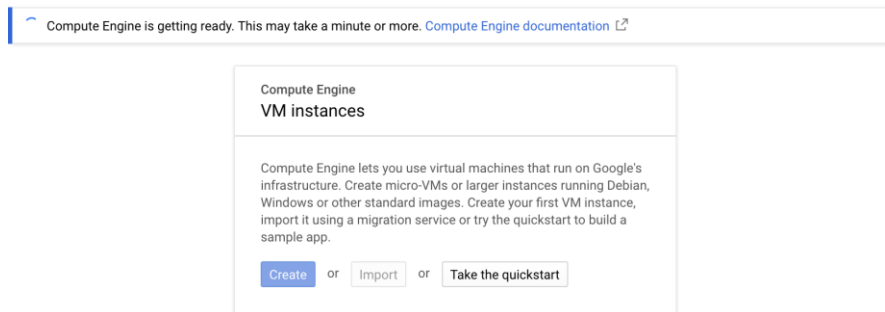 Compute Engine is getting ready. This may take a minute or more. Compute Engine documentation
Compute Engine
VM instances
Compute Engine lets you use virtual machines that run on Google's
infrastructure. Create micro-VMs or larger instances running Debian,
Windows or other standard images. Create your first VM instance,
import it using a migration service or try the quickstart to build a
sample app.
Create or Import or Take the quickstart